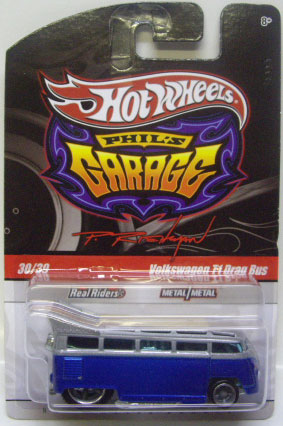 8+
Hot Wheels
PHIL'S
GARAGE
30/39
Volkswagen T1 Drag Bus
Real Riders
METAL/METAL